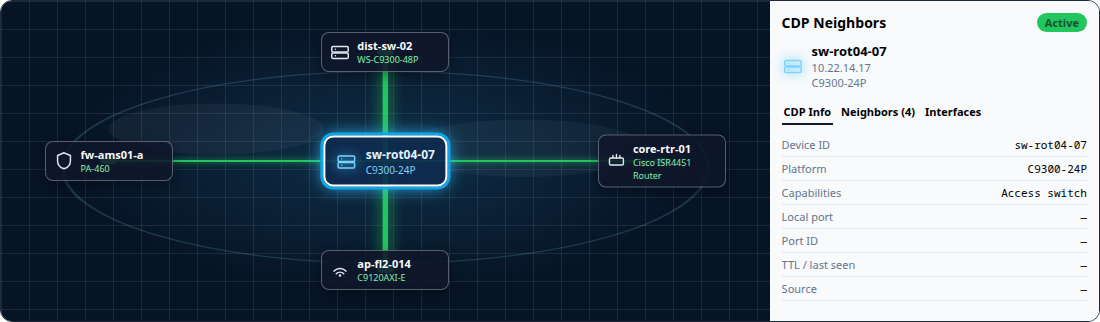 dist-sw-02
WS-C9300-48P
fw-ams01-a
PA-460
sw-rot04-07
C9300-24P
core-rtr-01
Cisco ISR4451
Router
ap-fl2-014
C9120AXI-E
CDP Neighbors
Active
sw-rot04-07
10.22.14.17
C9300-24P
CDP Info Neighbors (4) Interfaces
Device ID sw-rot04-07
Platform C9300-24P
Capabilities Access switch
Local port –
Port ID –
TTL / last seen –
Source –